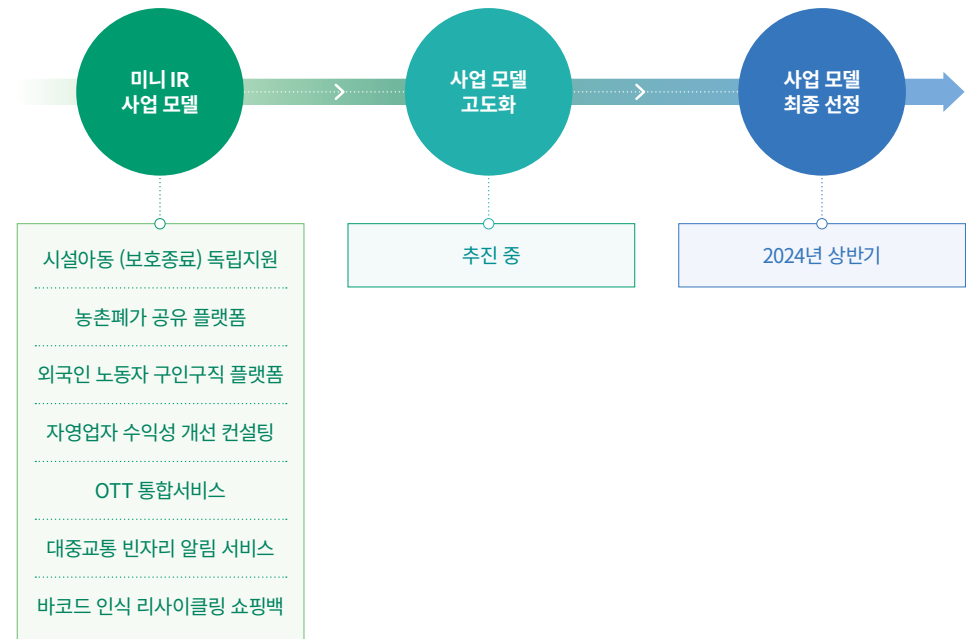 미니 IR
사업 모델
사업 모델
고도화
사업 모델
최종 선정
시설아동 (보호종료) 독립지원
농촌폐가 공유 플랫폼
외국인 노동자 구인구직 플랫폼
자영업자 수익성 개선 컨설팅
OTT 통합서비스
대중교통 빈자리 알림 서비스
바코드 인식 리사이클링 쇼핑백
추진 중
2024년 상반기